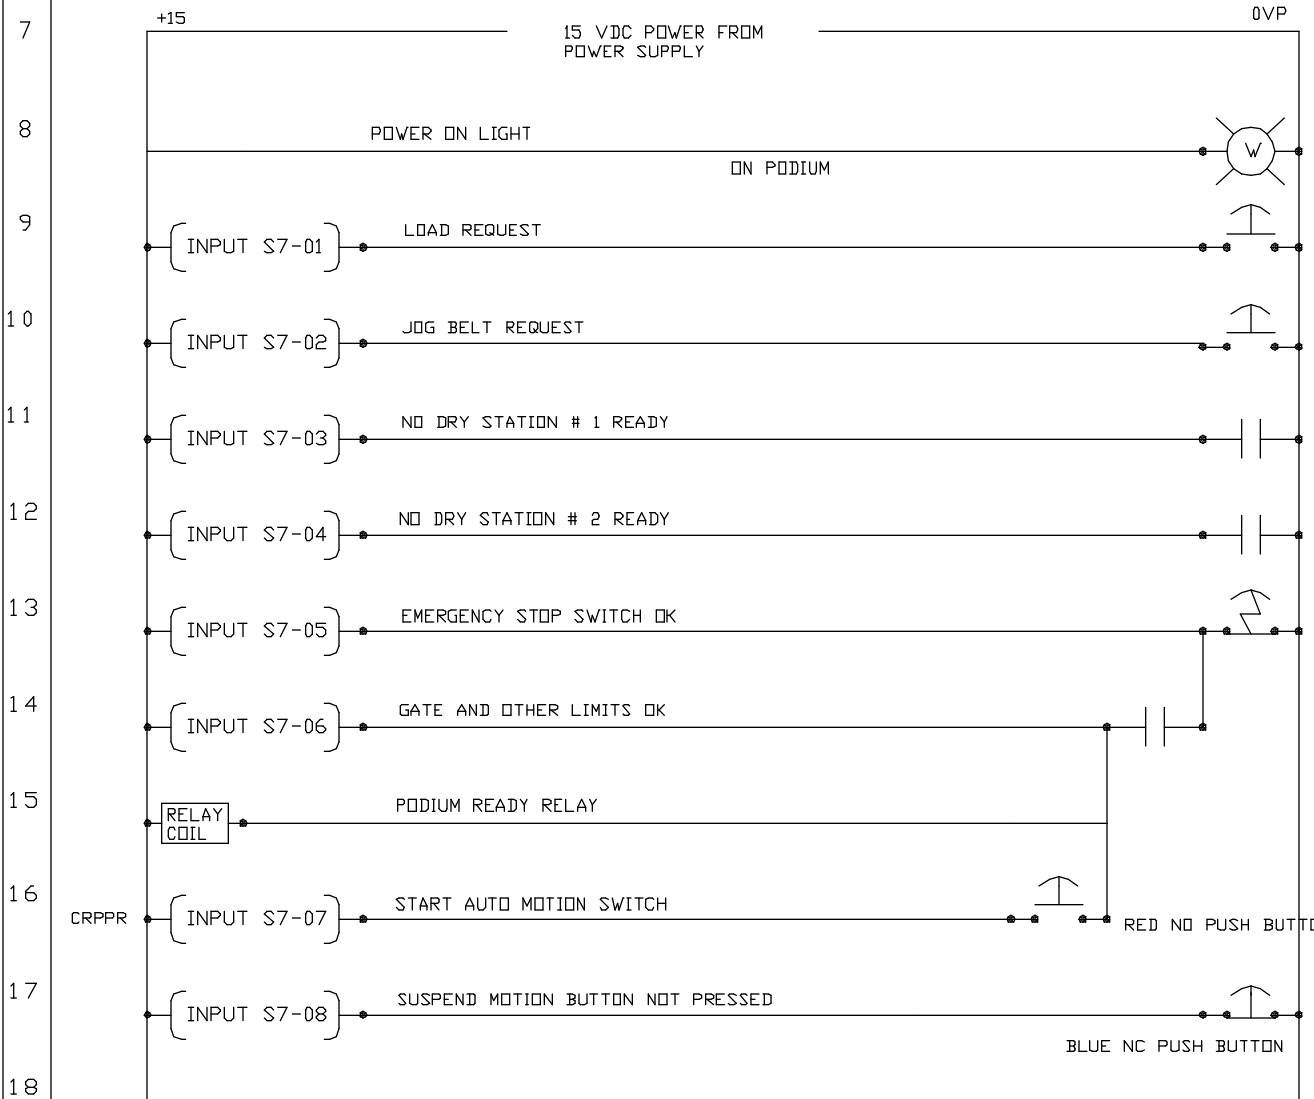 7
+15
15 VDC POWER FROM
POWER SUPPLY
0VP
8
POWER ON LIGHT
ON PODIUM
W
9
INPUT S7-01
LOAD REQUEST
10
INPUT S7-02
JOG BELT REQUEST
11
INPUT S7-03
NO DRY STATION # 1 READY
12
INPUT S7-04
NO DRY STATION # 2 READY
13
INPUT S7-05
EMERGENCY STOP SWITCH OK
14
INPUT S7-06
GATE AND OTHER LIMITS OK
15
RELAY
COIL
PODIUM READY RELAY
16
CRPPR
INPUT S7-07
START AUTO MOTION SWITCH
RED NO PUSH BUTTO
17
INPUT S7-08
SUSPEND MOTION BUTTON NOT PRESSED
BLUE NC PUSH BUTTON
18